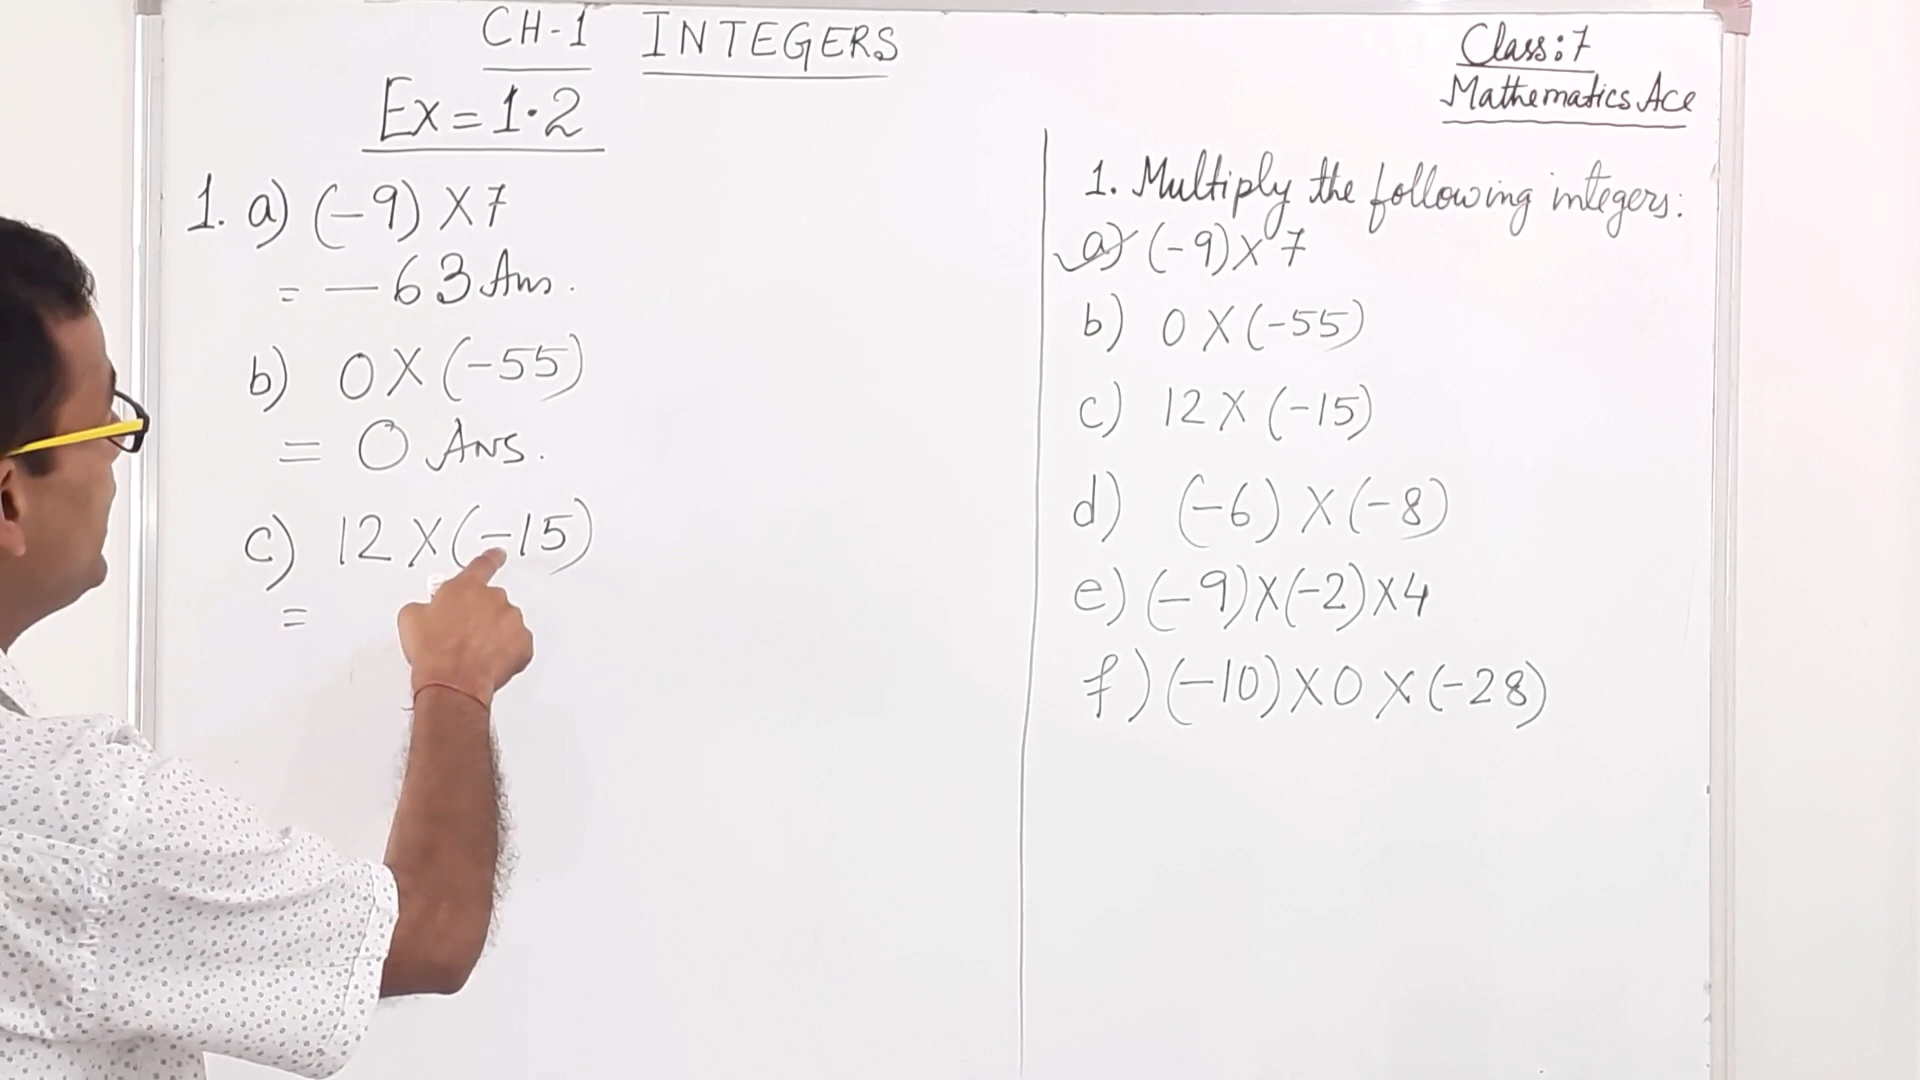 CH-1 INTEGERS
Ex = 1.2
1. a) (-9) X 7
= -63 Ans.
b) 0 X (-55)
= 0 Ans.
c) 12 X (-15)
=
Class: 7
Mathematics Ace
1. Multiply the following integers:
a) (-9) X 7
b) 0 X (-55)
c) 12 X (-15)
d) (-6) X (-8)
e) (-9) X (-2) X 4
f) (-10) X 0 X (-28)